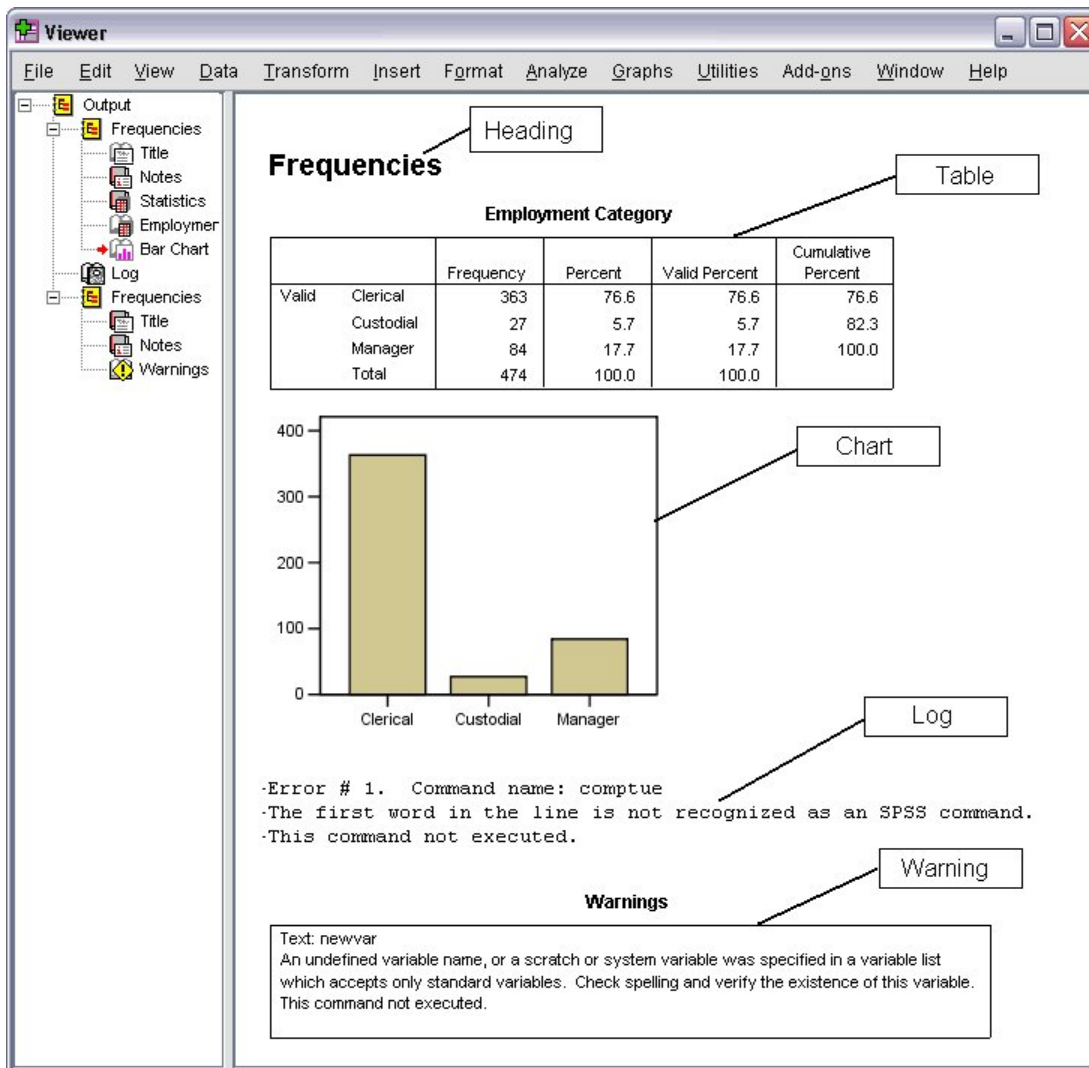 Viewer
File Edit View Data Transform Insert Format Analyze Graphs Utilities Add-ons Window Help
Output
Frequencies
Title
Notes
Statistics
Employmer
Bar Chart
Log
Frequencies
Title
Notes
Warnings
Heading
Frequencies
Table
Employment Category
Frequency Percent Valid Percent Cumulative Percent
Valid Clerical 363 76.6 76.6 76.6
Custodial 27 5.7 5.7 82.3
Manager 84 17.7 17.7 100.0
Total 474 100.0 100.0
Chart
400
300
200
100
0
Clerical Custodial Manager
Log
-Error # 1.  Command name: comptue
-The first word in the line is not recognized as an SPSS command.
-This command not executed.
Warning
Warnings
Text: newvar
An undefined variable name, or a scratch or system variable was specified in a variable list
which accepts only standard variables.  Check spelling and verify the existence of this variable.
This command not executed.